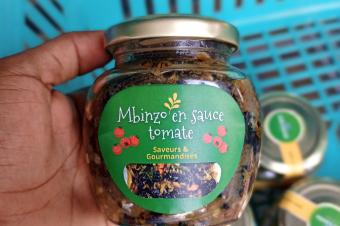 Mbinzo en sauce
tomate
Saveurs &
Gourmandises